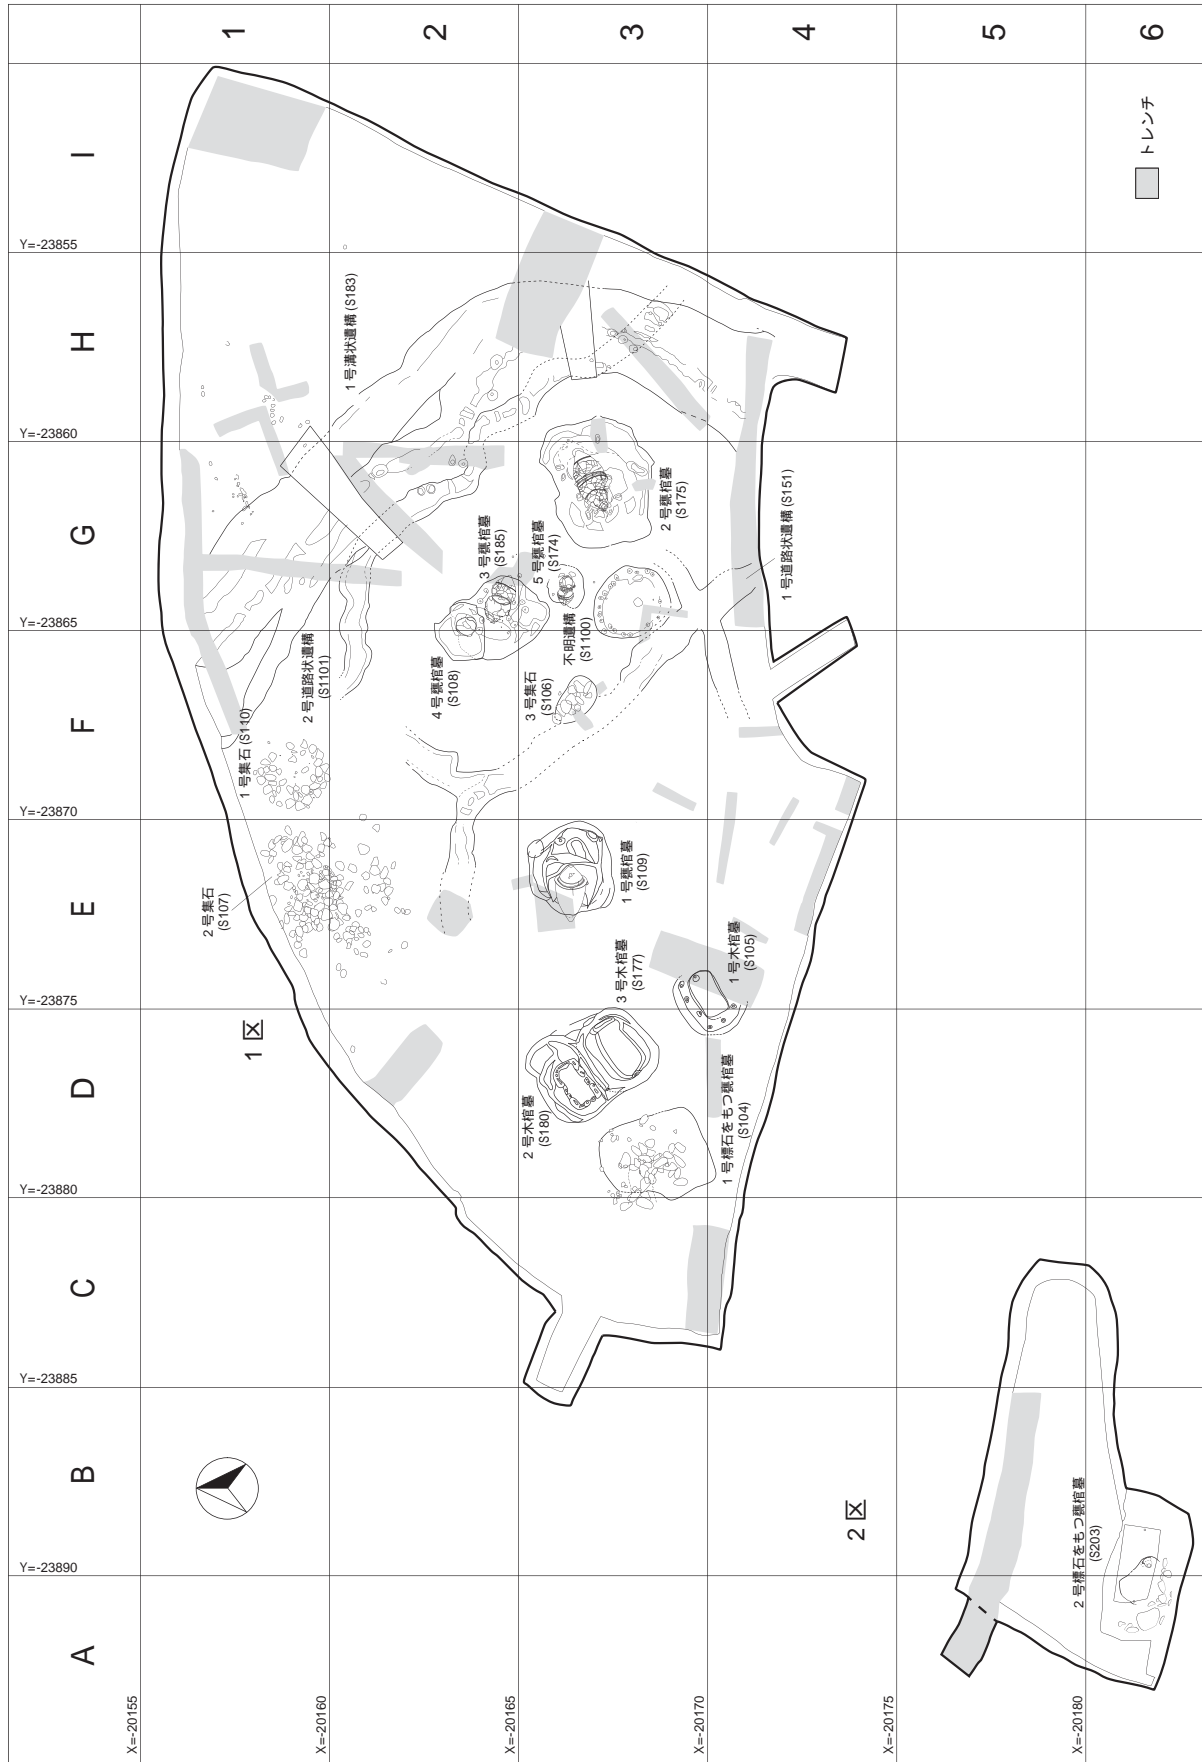 1
2
3
4
5
6
I
H
G
F
E
D
C
B
A
トレンチ
Y=-23855
Y=-23860
Y=-23865
Y=-23870
Y=-23875
Y=-23880
Y=-23885
Y=-23890
X=-20155
X=-20160
X=-20165
X=-20170
X=-20175
X=-20180
1区
2区
1号溝状遺構(S183)
2号道路状遺構
(S1101)
1号集石(S110)
2号集石
(S107)
3号甕棺墓
(S185)
4号甕棺墓
(S108)
5号甕棺墓
(S174)
2号甕棺墓
(S175)
不明遺構
(S1100)
3号集石
(S106)
1号道路状遺構(S151)
1号甕棺墓
(S109)
3号木棺墓
(S177)
1号木棺墓
(S105)
2号木棺墓
(S180)
1号標石をもつ甕棺墓
(S104)
2号標石をもつ甕棺墓
(S203)